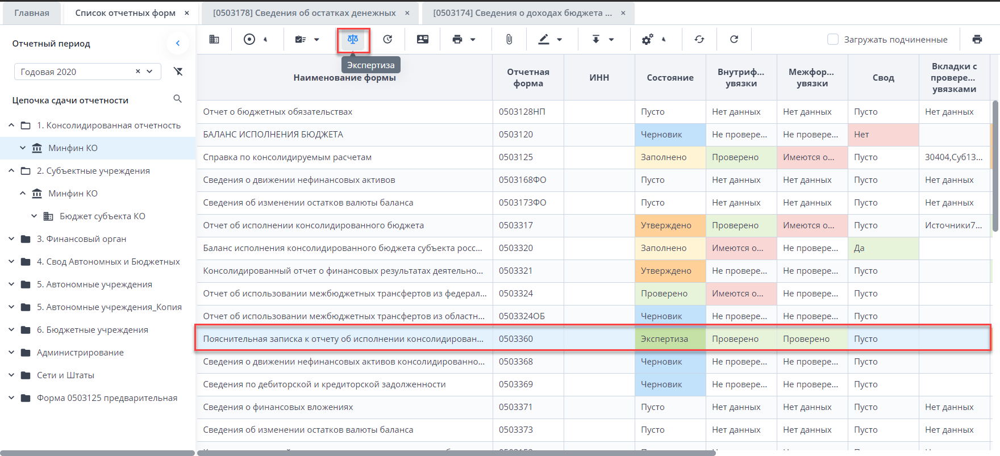 Главная
Список отчетных форм ×
[0503178] Сведения об остатках денежных ×
[0503174] Сведения о доходах бюджета ... ×
Отчетный период
Годовая 2020
Цепочка сдачи отчетности
1. Консолидированная отчетность
Минфин КО
2. Субъектные учреждения
Минфин КО
Бюджет субъекта КО
3. Финансовый орган
4. Свод Автономных и Бюджетных
5. Автономные учреждения
5. Автономные учреждения_Копия
6. Бюджетные учреждения
Администрирование
Сети и Штаты
Форма 0503125 предварительная
Загружать подчиненные
Экспертиза
Наименование формы
Отчетная форма
ИНН
Состояние
Внутриф... увязки
Межфор... увязки
Свод
Вкладки с провере... увязками
Отчет о бюджетных обязательствах 0503128НП Пусто Нет данных Нет данных Пусто Нет данных
БАЛАНС ИСПОЛНЕНИЯ БЮДЖЕТА 0503120 Черновик Не провере... Не провере... Нет
Справка по консолидируемым расчетам 0503125 Заполнено Проверено Имеются о... Пусто 30404,Суб13...
Сведения о движении нефинансовых активов 0503168ФО Пусто Нет данных Нет данных Пусто Нет данных
Сведения об изменении остатков валюты баланса 0503173ФО Пусто Нет данных Нет данных Пусто Нет данных
Отчет об исполнении консолидированного бюджета 0503317 Утверждено Проверено Имеются о... Пусто Источники7...
Баланс исполнения консолидированного бюджета субъекта росс... 0503320 Заполнено Имеются о... Не провере... Да
Консолидированный отчет о финансовых результатах деятельно... 0503321 Утверждено Не провере... Не провере... Пусто
Отчет об использовании межбюджетных трансфертов из федерал... 0503324 Проверено Имеются о... Не провере... Пусто
Отчет об использовании межбюджетных трансфертов из областн... 0503324ОБ Черновик Не провере... Не провере... Пусто
Пояснительная записка к отчету об исполнении консолидирован... 0503360 Экспертиза Проверено Проверено Пусто
Сведения о движении нефинансовых активов консолидированно... 0503368 Черновик Не провере... Не провере... Пусто
Сведения по дебиторской и кредиторской задолженности 0503369 Черновик Не провере... Не провере... Пусто
Сведения о финансовых вложениях 0503371 Пусто Нет данных Нет данных Пусто Нет данных
Сведения об изменении остатков валюты баланса 0503373 Пусто Нет данных Нет данных Пусто Нет данных